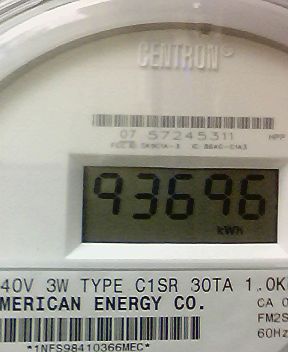 CENTRON®
07 57245311
HPP
93696
kWh
40V 3W TYPE C1SR 30TA 1.0K
MERICAN ENERGY CO.
CA 0
FM2S
60Hz
*1NFS98410366MEC*